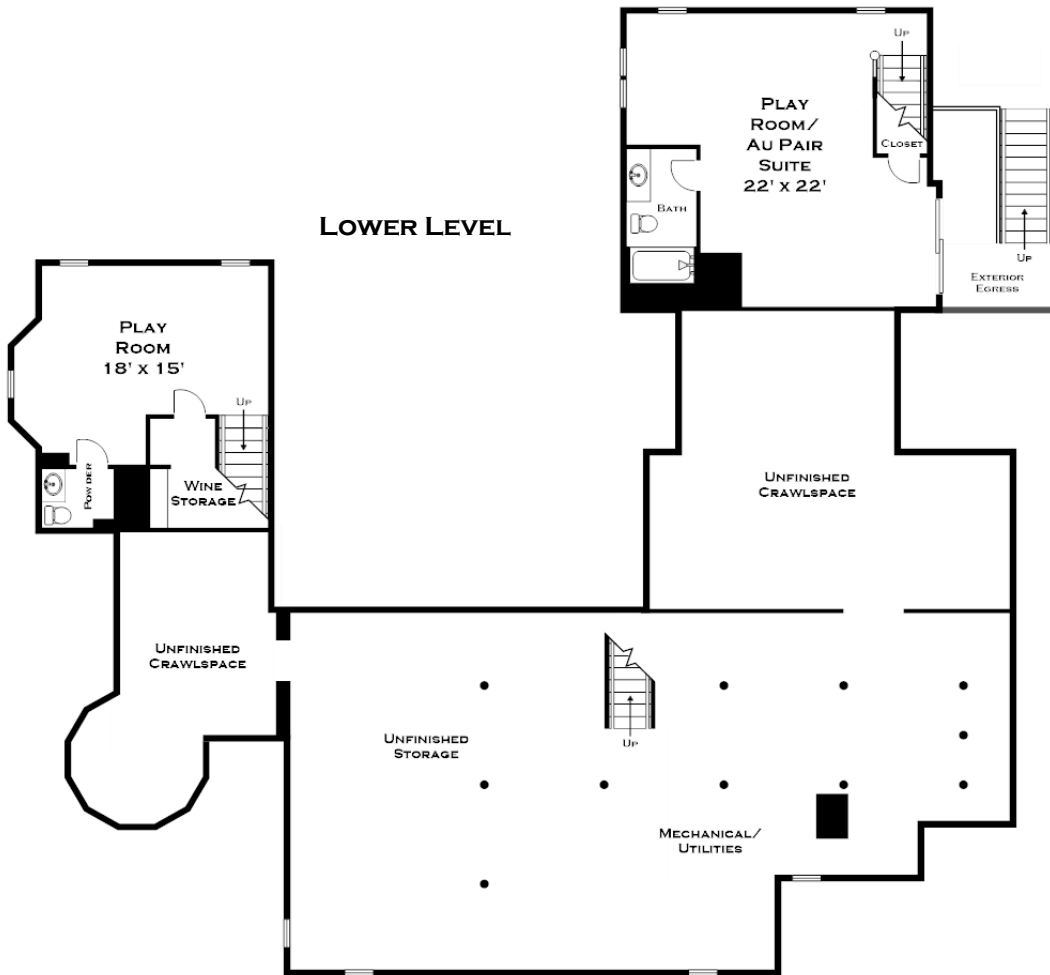 UP
PLAY
ROOM/
AU PAIR
SUITE
22' X 22'
CLOSET
BATH
LOWER LEVEL
UP
EXTERIOR
EGRESS
PLAY
ROOM
18' X 15'
UP
POWDER
WINE
STORAGE
UNFINISHED
CRAWLSPACE
UNFINISHED
CRAWLSPACE
UNFINISHED
STORAGE
UP
MECHANICAL/
UTILITIES